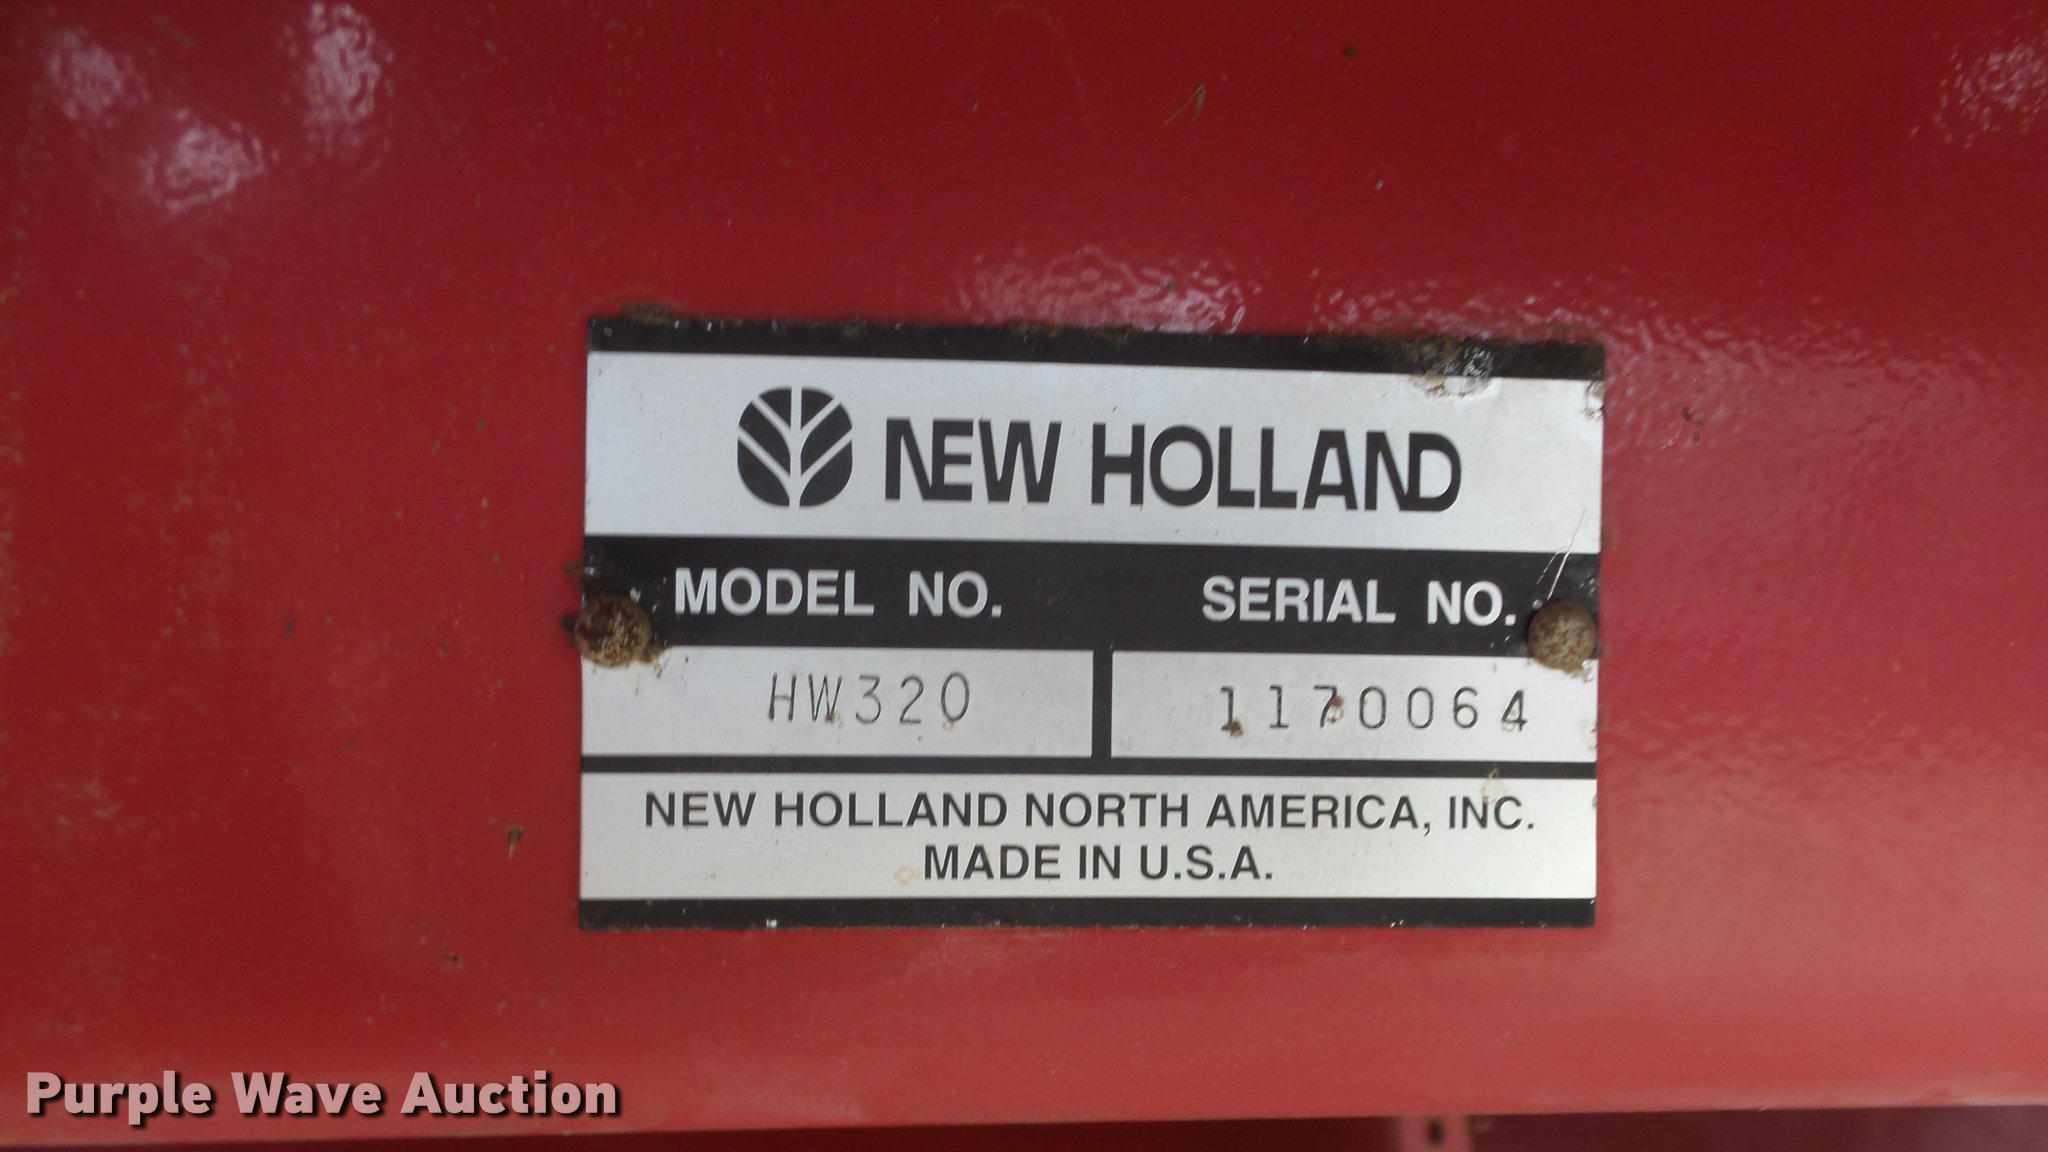 NEW HOLLAND
MODEL NO. SERIAL NO.
HW320 1170064
NEW HOLLAND NORTH AMERICA, INC.
MADE IN U.S.A.
Purple Wave Auction